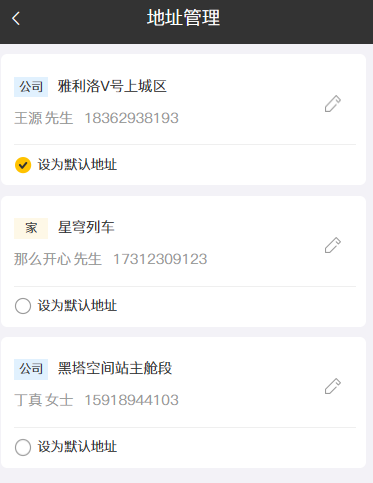 地址管理
公司 雅利洛V号上城区
王源 先生 18362938193
设为默认地址
家 星穹列车
那么开心 先生 17312309123
设为默认地址
公司 黑塔空间站主舱段
丁真 女士 15918944103
设为默认地址